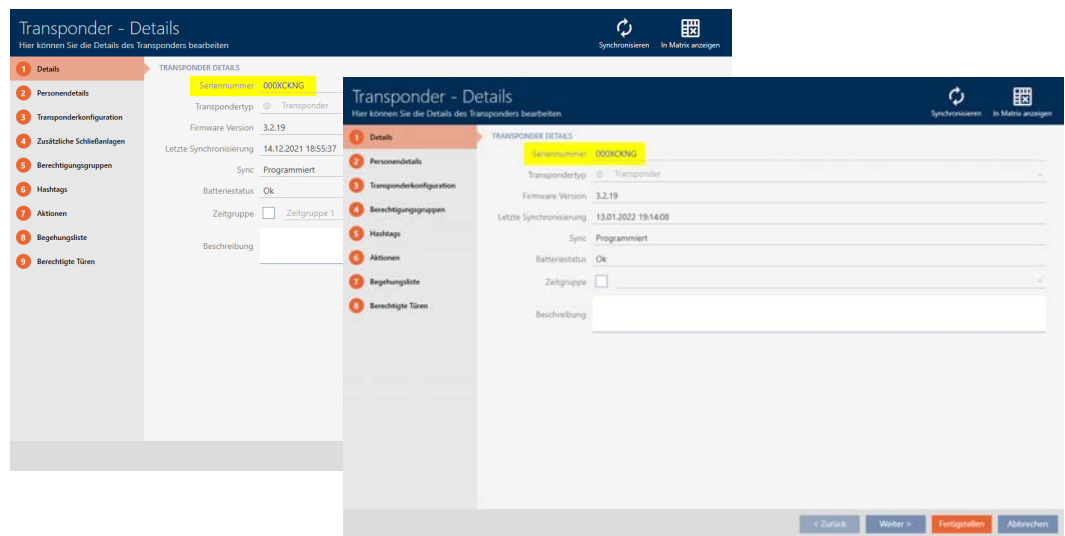 Transponder - Details
Hier können Sie die Details des Transponders bearbeiten
Synchronisieren
In Matrix anzeigen
1 Details
2 Personendetails
3 Transponderkonfiguration
4 Zusätzliche Schließanlagen
5 Berechtigungsgruppen
6 Hashtags
7 Aktionen
8 Begehungsliste
9 Berechtigte Türen
TRANSPONDER DETAILS
Seriennummer 000XCKNG
Transpondertyp Transponder
Firmware Version 3.2.19
Letzte Synchronisierung 14.12.2021 18:55:37
Sync Programmiert
Batteriestatus Ok
Zeitgruppe Zeitgruppe 1
Beschreibung
Transponder - Details
Hier können Sie die Details des Transponders bearbeiten
Synchronisieren
In Matrix anzeigen
1 Details
2 Personendetails
3 Transponderkonfiguration
4 Berechtigungsgruppen
5 Hashtags
6 Aktionen
7 Begehungsliste
8 Berechtigte Türen
TRANSPONDER DETAILS
Seriennummer 000XCKNG
Transpondertyp Transponder
Firmware Version 3.2.19
Letzte Synchronisierung 13.01.2022 19:14:08
Sync Programmiert
Batteriestatus Ok
Zeitgruppe
Beschreibung
< Zurück
Weiter >
Fertigstellen
Abbrechen